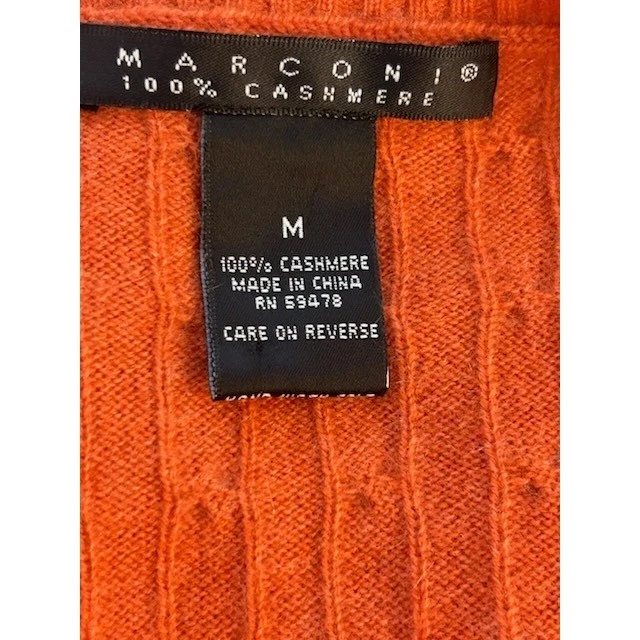 MARCONI®
100% CASHMERE
M
100% CASHMERE
MADE IN CHINA
RN 59478
CARE ON REVERSE